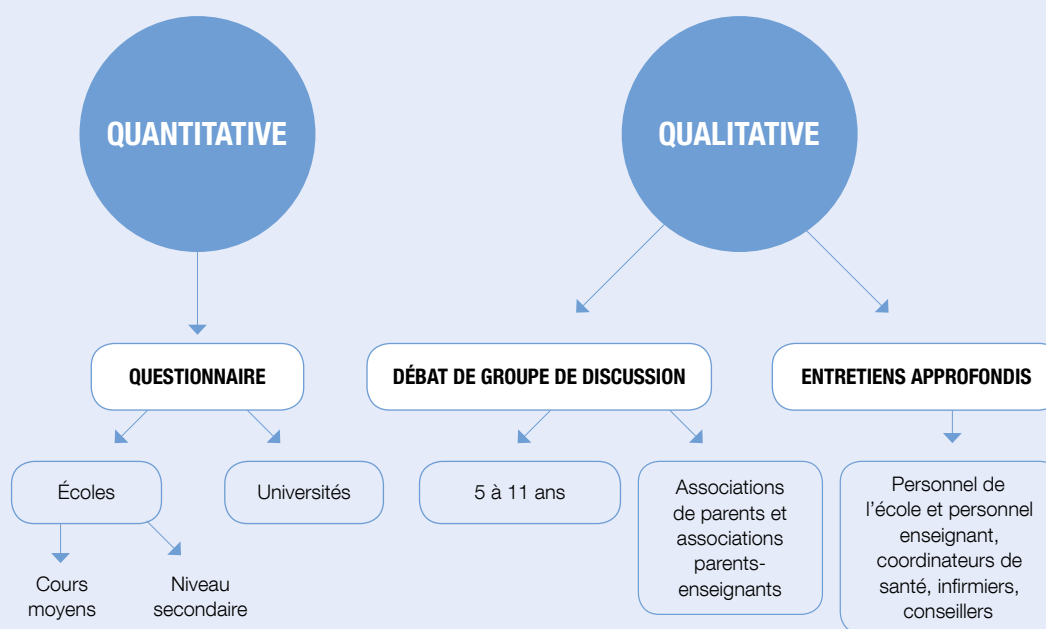 QUANTITATIVE
QUALITATIVE
QUESTIONNAIRE
DÉBAT DE GROUPE DE DISCUSSION
ENTRETIENS APPROFONDIS
Écoles
Universités
5 à 11 ans
Associations
de parents et
associations
parents-
enseignants
Personnel de
l'école et personnel
enseignant,
coordinateurs de
santé, infirmiers,
conseillers
Cours
moyens
Niveau
secondaire